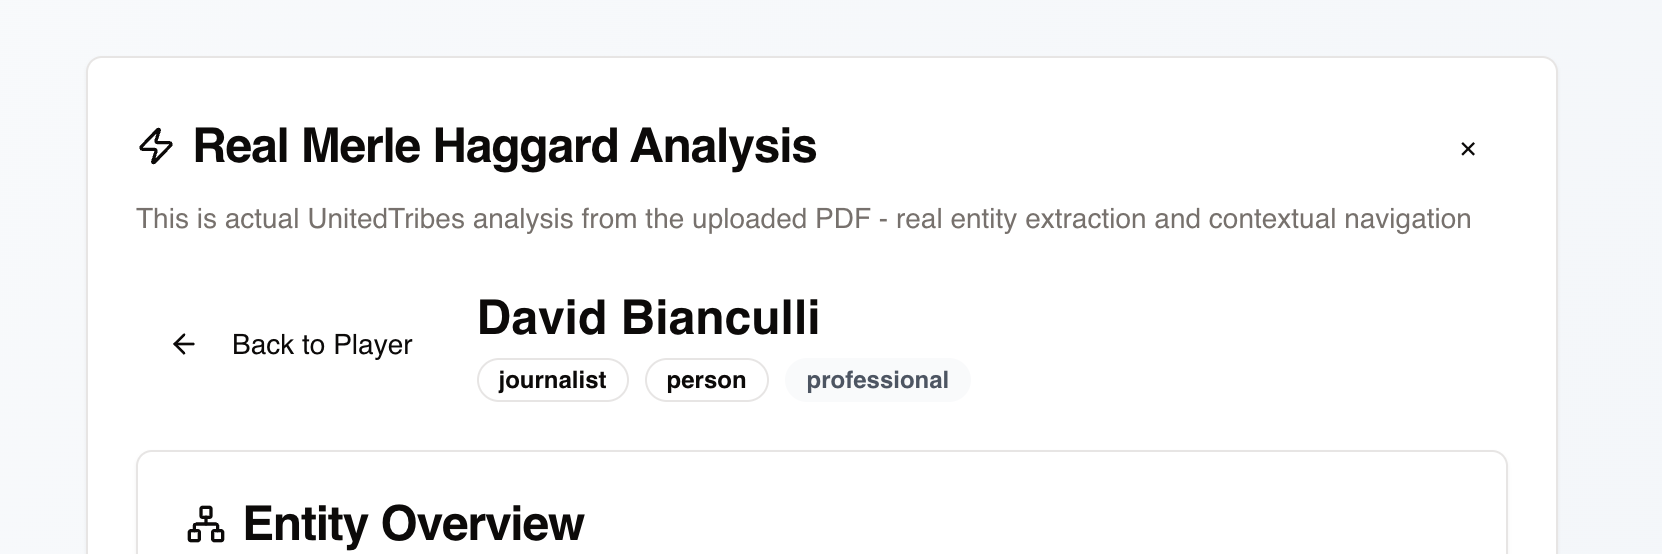 Real Merle Haggard Analysis
×
This is actual UnitedTribes analysis from the uploaded PDF - real entity extraction and contextual navigation
← Back to Player
David Bianculli
journalist person professional
Entity Overview